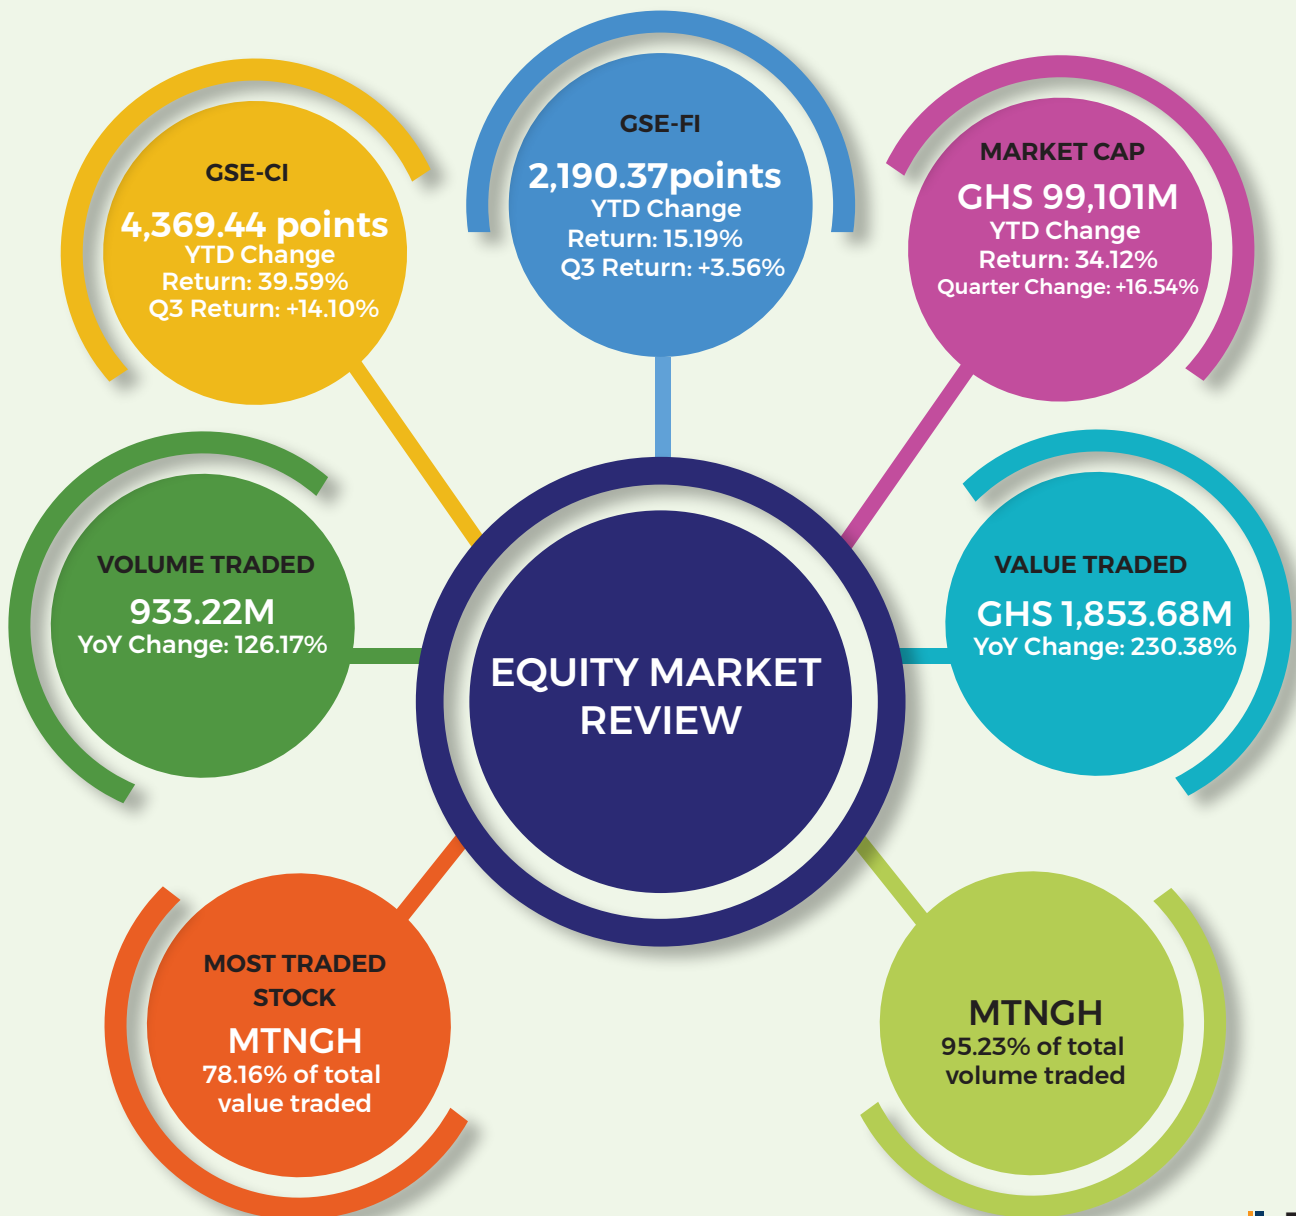 GSE-CI
4,369.44 points
YTD Change
Return: 39.59%
Q3 Return: +14.10%
GSE-FI
2,190.37points
YTD Change
Return: 15.19%
Q3 Return: +3.56%
MARKET CAP
GHS 99,101M
YTD Change
Return: 34.12%
Quarter Change: +16.54%
VOLUME TRADED
933.22M
YoY Change: 126.17%
VALUE TRADED
GHS 1,853.68M
YoY Change: 230.38%
EQUITY MARKET
REVIEW
MOST TRADED
STOCK
MTNGH
78.16% of total
value traded
MTNGH
95.23% of total
volume traded